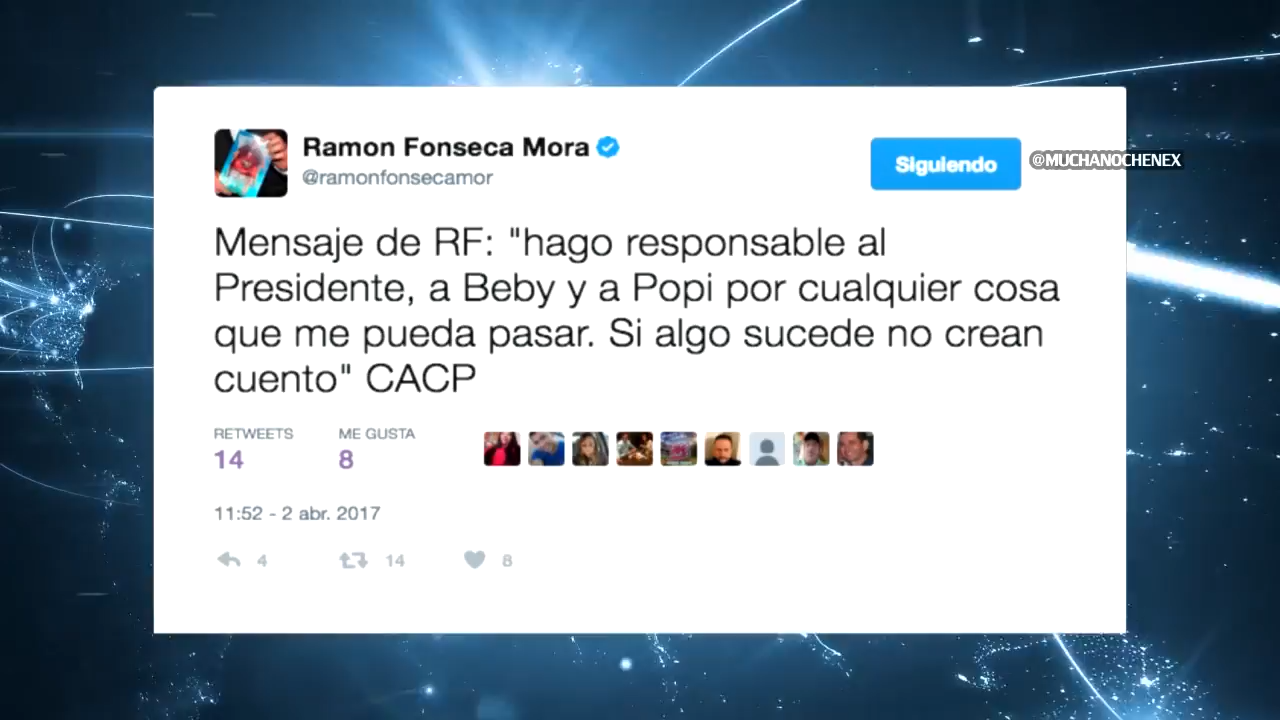 Ramon Fonseca Mora
@ramonfonsecamor
Siguiendo
@MUCHANOCHENEX
Mensaje de RF: "hago responsable al
Presidente, a Beby y a Popi por cualquier cosa
que me pueda pasar. Si algo sucede no crean
cuento" CACP
RETWEETS ME GUSTA
14 8
11:52 - 2 abr. 2017
4 14 8